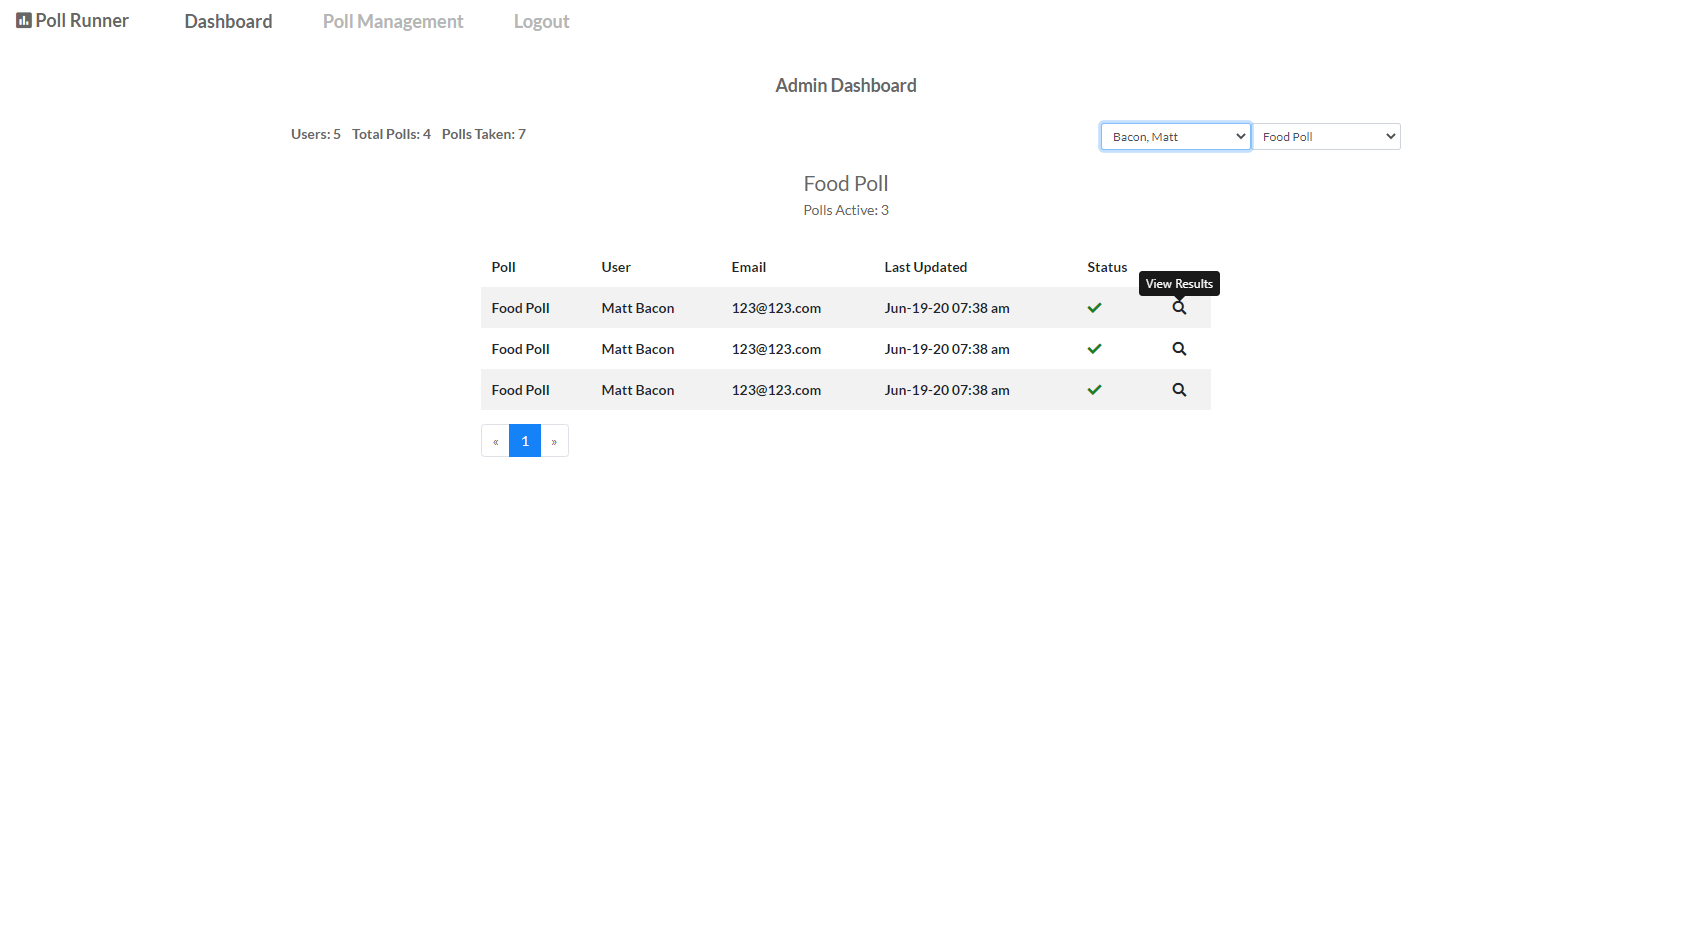 Poll Runner Dashboard Poll Management Logout
Admin Dashboard
Users: 5 Total Polls: 4 Polls Taken: 7 Bacon, Matt Food Poll
Food Poll
Polls Active: 3
Poll User Email Last Updated Status
View Results
Food Poll Matt Bacon 123@123.com Jun-19-20 07:38 am
Food Poll Matt Bacon 123@123.com Jun-19-20 07:38 am
Food Poll Matt Bacon 123@123.com Jun-19-20 07:38 am
« 1 »